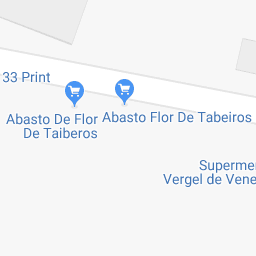 33 Print
Abasto De Flor
De Taiberos
Abasto Flor De Tabeiros
Supermer
Vergel de Vene